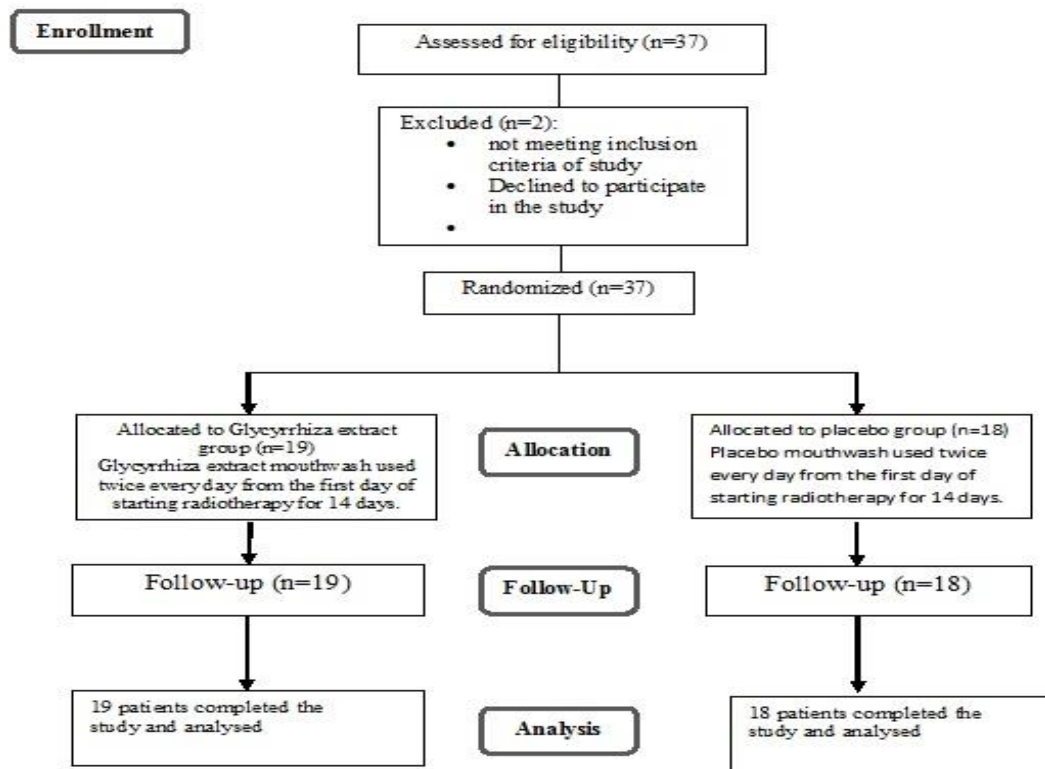 Enrollment
Assessed for eligibility (n=37)
Excluded (n=2):
• not meeting inclusion
criteria of study
• Declined to participate
in the study
•
Randomized (n=37)
Allocated to Glycyrrhiza extract
group (n=19)
Glycyrrhiza extract mouthwash used
twice every day from the first day of
starting radiotherapy for 14 days.
Allocation
Allocated to placebo group (n=18)
Placebo mouthwash used twice
every day from the first day of
starting radiotherapy for 14 days.
Follow-up (n=19)
Follow-Up
Follow-up (n=18)
19 patients completed the
study and analysed
Analysis
18 patients completed the
study and analysed